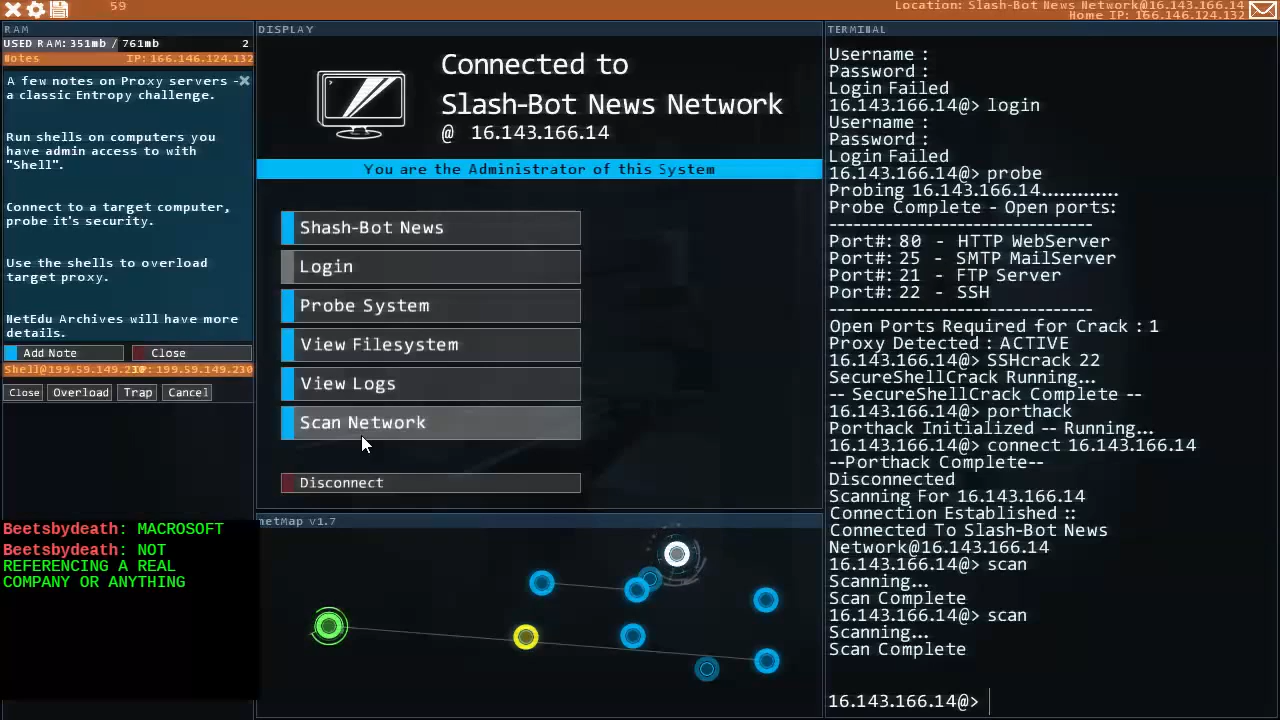 59
Location: Slash-Bot News Network@16.143.166.14
Home IP: 166.146.124.132
RAM
USED RAM: 351mb / 761mb 2
Notes IP: 166.146.124.132
A few notes on Proxy servers -
a classic Entropy challenge.
Run shells on computers you
have admin access to with
"Shell".
Connect to a target computer,
probe it's security.
Use the shells to overload
target proxy.
NetEdu Archives will have more
details.
Add Note Close
Shell@199.59.149.230 IP: 199.59.149.230
Close Overload Trap Cancel
Beetsbydeath: MACROSOFT
Beetsbydeath: NOT
REFERENCING A REAL
COMPANY OR ANYTHING
DISPLAY
Connected to
Slash-Bot News Network
@ 16.143.166.14
You are the Administrator of this System
Shash-Bot News
Login
Probe System
View Filesystem
View Logs
Scan Network
Disconnect
netMap v1.7
TERMINAL
Username :
Password :
Login Failed
16.143.166.14@> login
Username :
Password :
Login Failed
16.143.166.14@> probe
Probing 16.143.166.14.............
Probe Complete - Open ports:
---------------------------------
Port#: 80 - HTTP WebServer
Port#: 25 - SMTP MailServer
Port#: 21 - FTP Server
Port#: 22 - SSH
---------------------------------
Open Ports Required for Crack : 1
Proxy Detected : ACTIVE
16.143.166.14@> SSHcrack 22
SecureShellCrack Running...
-- SecureShellCrack Complete --
16.143.166.14@> porthack
Porthack Initialized -- Running...
16.143.166.14@> connect 16.143.166.14
--Porthack Complete--
Disconnected
Scanning For 16.143.166.14
Connection Established ::
Connected To Slash-Bot News
Network@16.143.166.14
16.143.166.14@> scan
Scanning...
Scan Complete
16.143.166.14@> scan
Scanning...
Scan Complete
16.143.166.14@>